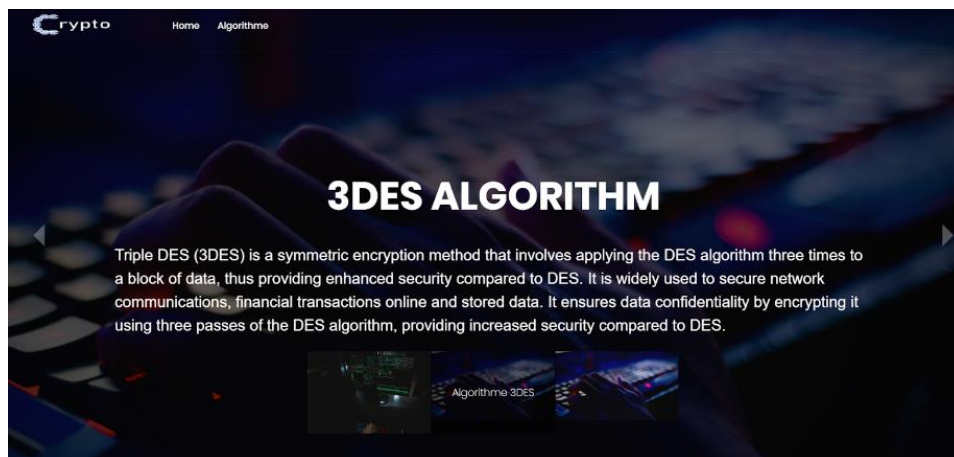 Crypto Home Algorithme
3DES ALGORITHM
Triple DES (3DES) is a symmetric encryption method that involves applying the DES algorithm three times to
a block of data, thus providing enhanced security compared to DES. It is widely used to secure network
communications, financial transactions online and stored data. It ensures data confidentiality by encrypting it
using three passes of the DES algorithm, providing increased security compared to DES.
Algorithme 3DES